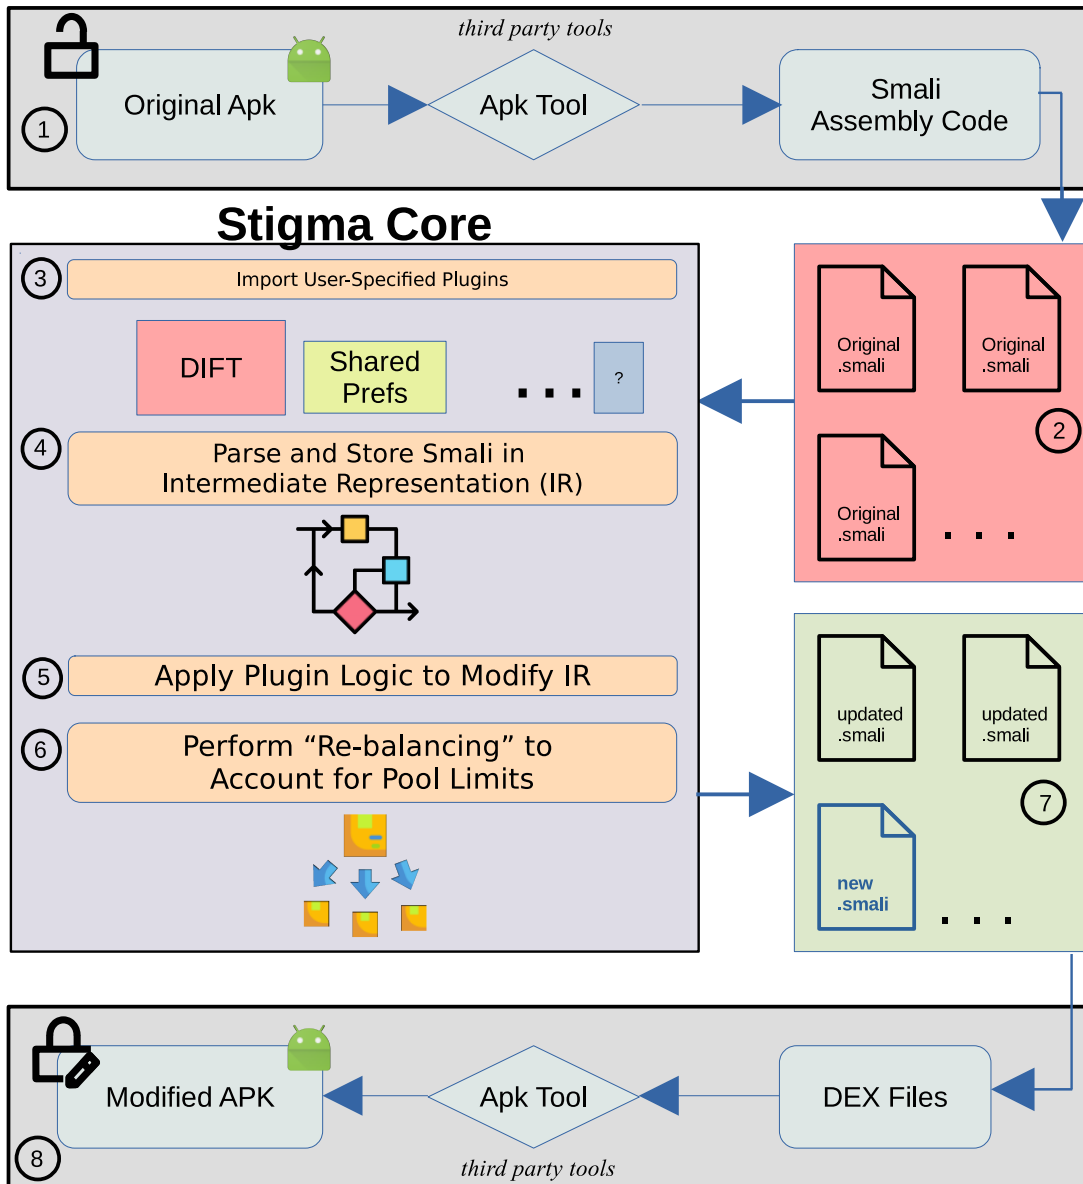 third party tools
Original Apk
Apk Tool
Smali
Assembly Code
1
Stigma Core
3
Import User-Specified Plugins
DIFT
Shared
Prefs
. . .
?
4
Parse and Store Smali in
Intermediate Representation (IR)
5
Apply Plugin Logic to Modify IR
6
Perform “Re-balancing” to
Account for Pool Limits
Original
.smali
Original
.smali
2
Original
.smali
. . .
updated
.smali
updated
.smali
7
new
.smali
. . .
Modified APK
Apk Tool
DEX Files
8
third party tools